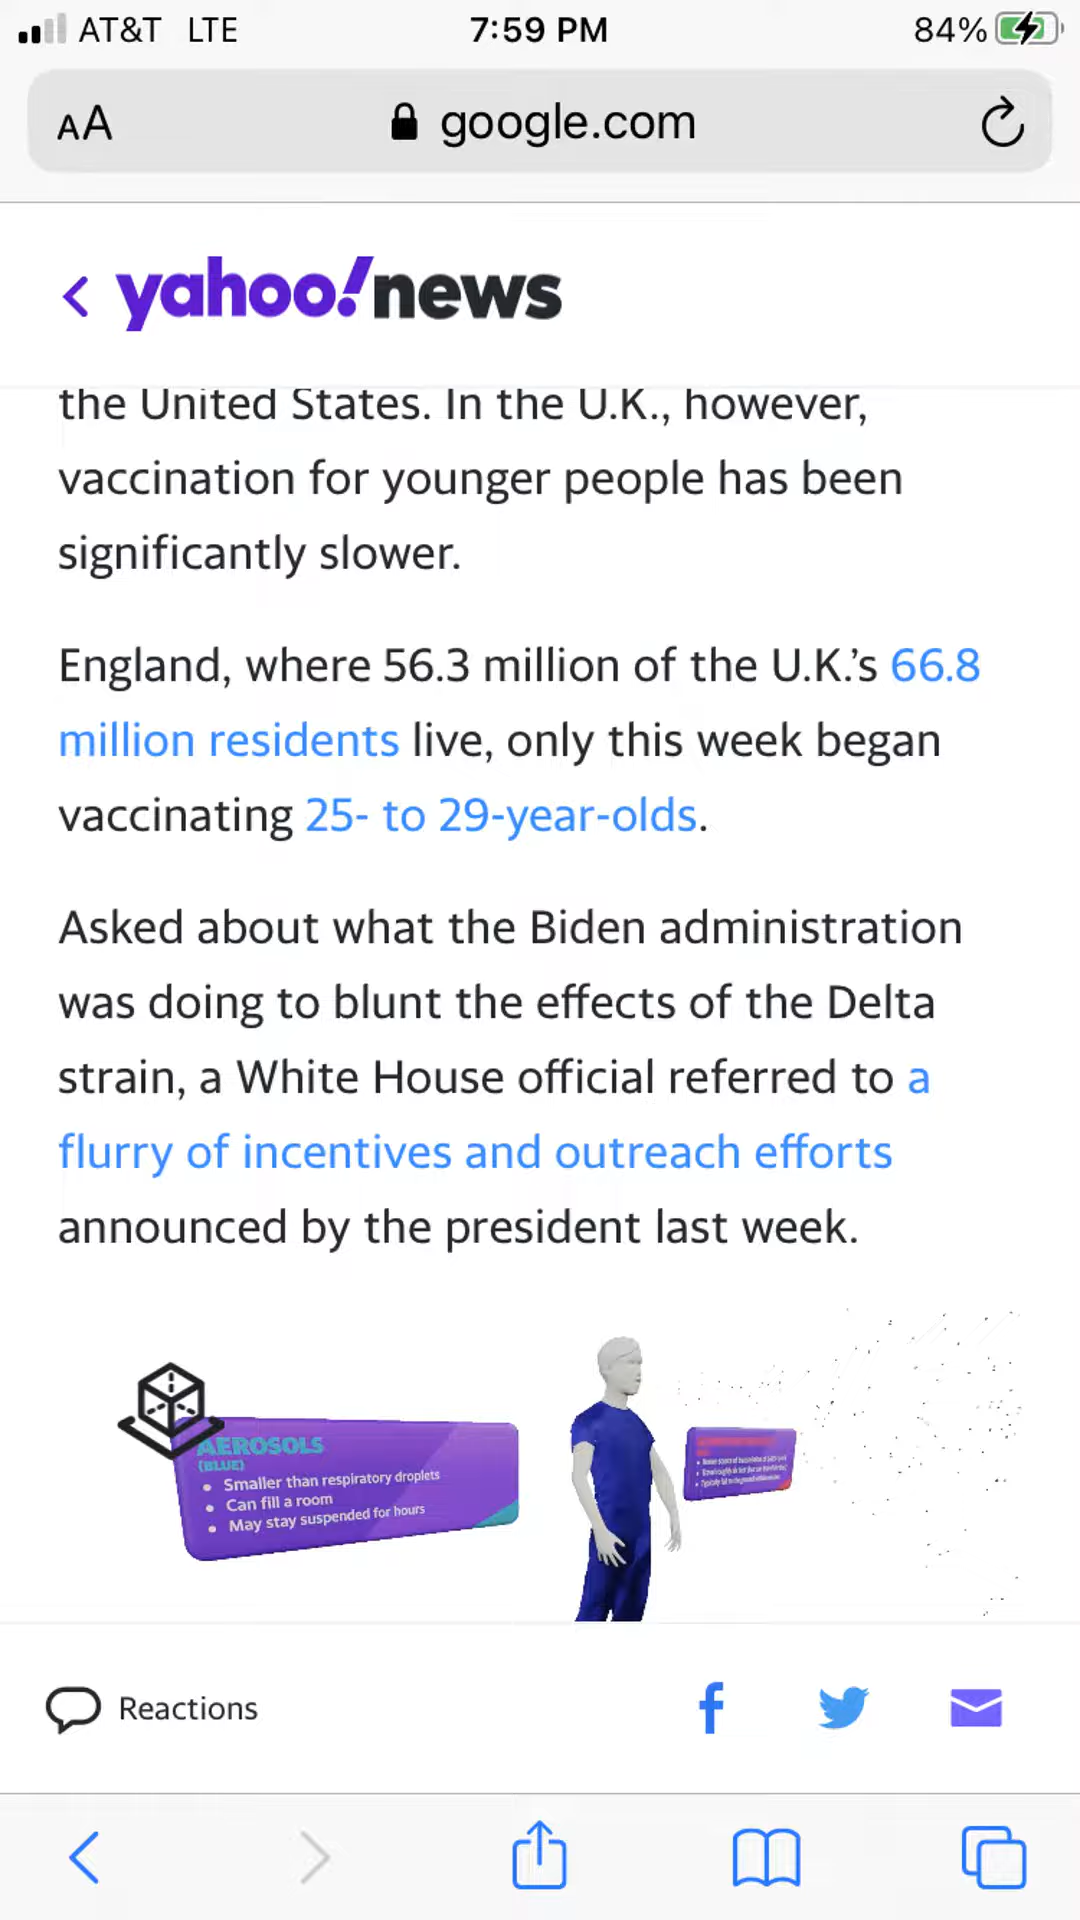 AT&T LTE 7:59 PM 84%
AA google.com
yahoo!news
the United States. In the U.K., however,
vaccination for younger people has been
significantly slower.
England, where 56.3 million of the U.K.’s 66.8
million residents live, only this week began
vaccinating 25- to 29-year-olds.
Asked about what the Biden administration
was doing to blunt the effects of the Delta
strain, a White House official referred to a
flurry of incentives and outreach efforts
announced by the president last week.
AEROSOLS
(BLUE)
• Smaller than respiratory droplets
• Can fill a room
• May stay suspended for hours
Reactions